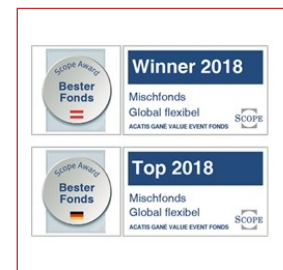 Scope Award
Bester
Fonds
Winner 2018
Mischfonds
Global flexibel
ACATIS GANÉ VALUE EVENT FONDS
SCOPE
Scope Award
Bester
Fonds
Top 2018
Mischfonds
Global flexibel
ACATIS GANÉ VALUE EVENT FONDS
SCOPE